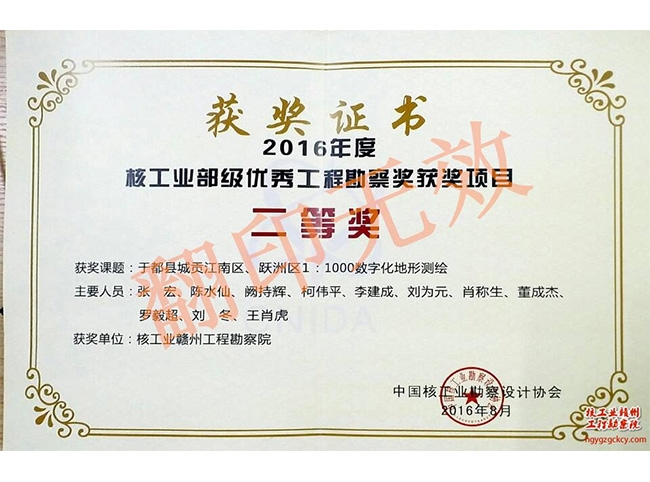 获奖证书
2016年度
核工业部级优秀工程勘察奖获奖项目
二等奖
获奖课题：于都县城贡江南区、跃洲区1：1000数字化地形测绘
主要人员：张　宏、陈水仙、阙持辉、柯伟平、李建成、刘为元、肖称生、董成杰、
罗毅超、刘　冬、王肖虎
获奖单位：核工业赣州工程勘察院
中国核工业勘察设计协会
2016年8月
翻印无效
核工业赣州
工程勘察院
hgygzgckcy.com